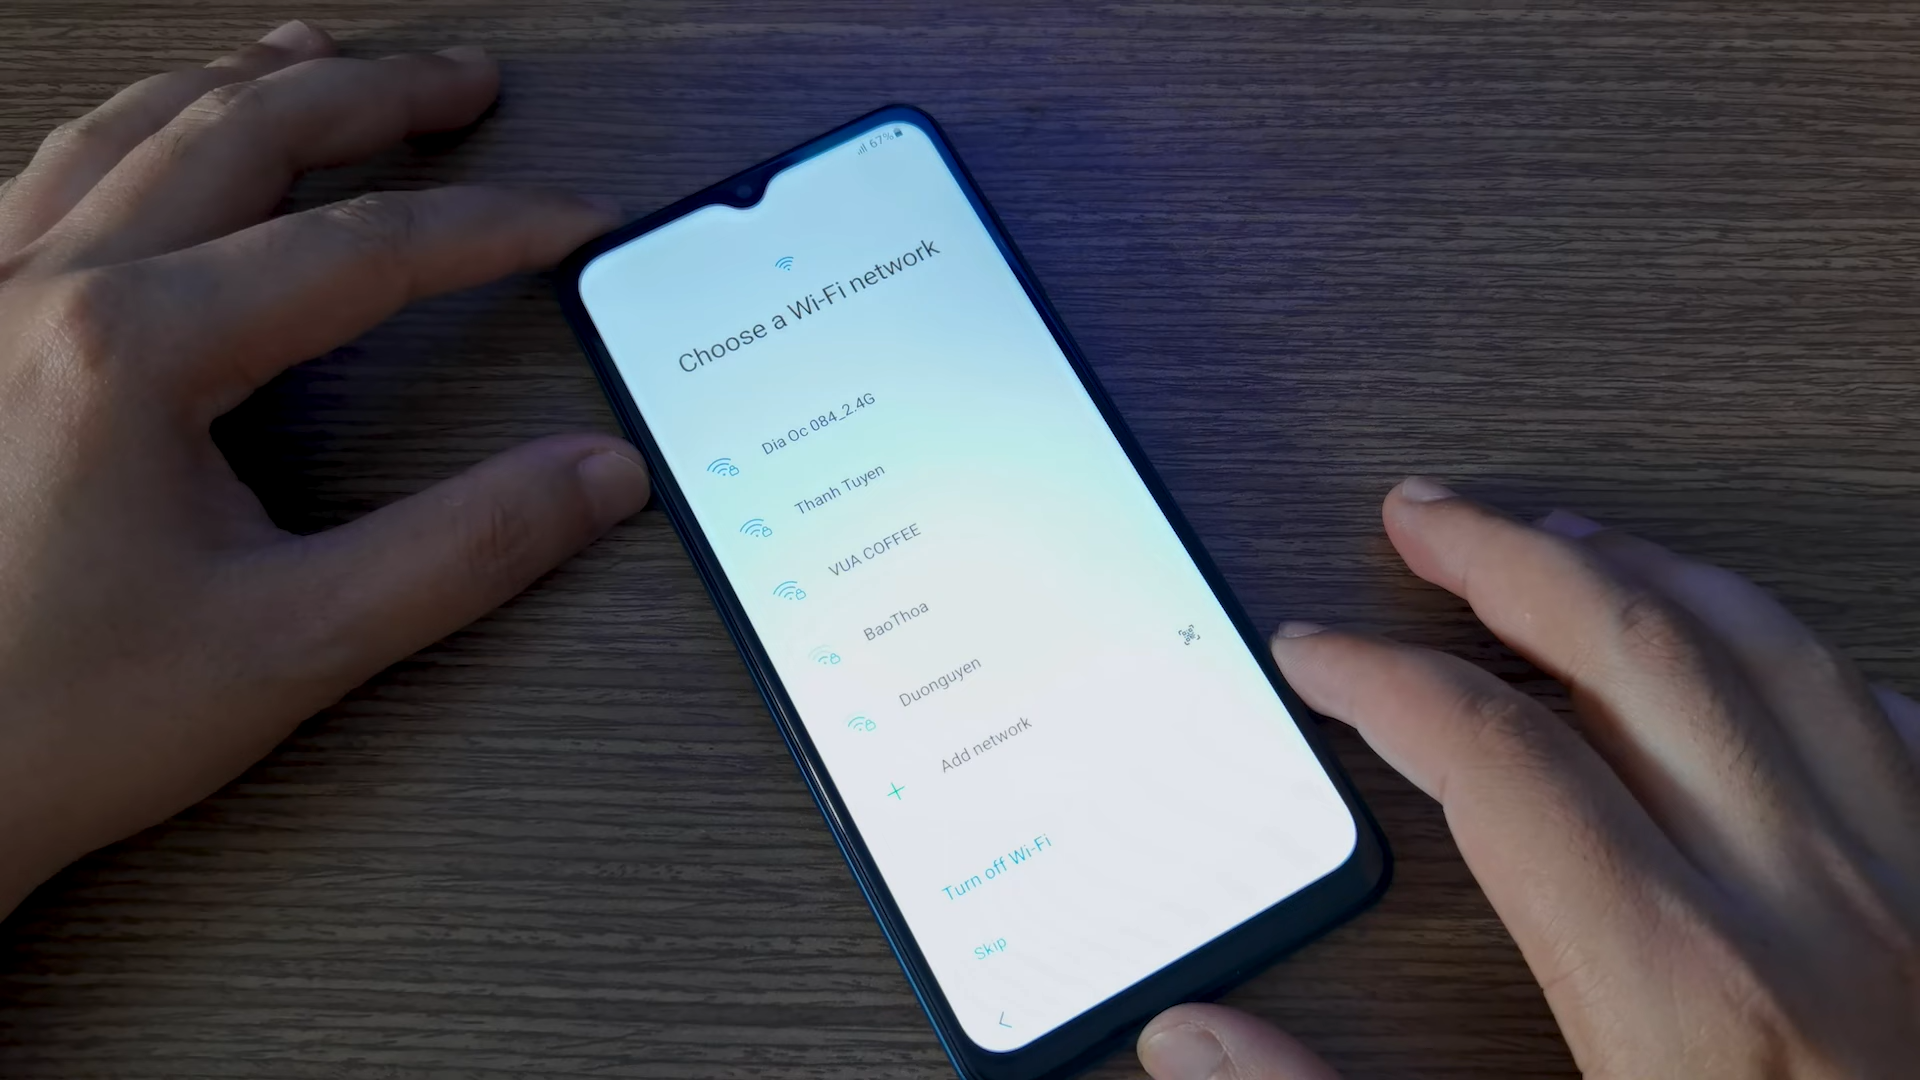 67%
Choose a Wi-Fi network
Dia Oc 084_2.4G
Thanh Tuyen
VUA COFFEE
BaoThoa
Duonguyen
Add network
Turn off Wi-Fi
Skip